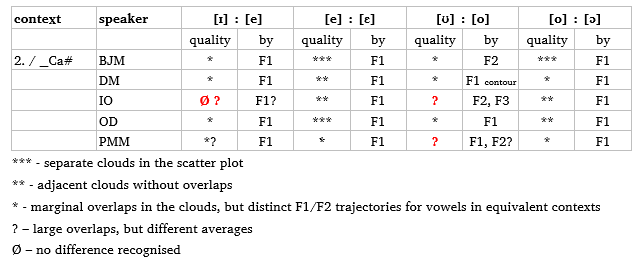 context speaker [ɪ] : [e] [e] : [ɛ] [ʊ] : [o] [o] : [ɔ]
quality by quality by quality by quality by
2. / _Ca# BJM * F1 *** F1 * F2 *** F1
DM * F1 ** F1 * F1 contour * F1
IO Ø ? F1? ** F1 ? F2, F3 ** F1
OD * F1 *** F1 * F1 ** F1
PMM *? F1 * F1 ? F1, F2? * F1
*** - separate clouds in the scatter plot
** - adjacent clouds without overlaps
* - marginal overlaps in the clouds, but distinct F1/F2 trajectories for vowels in equivalent contexts
? – large overlaps, but different averages
Ø – no difference recognised